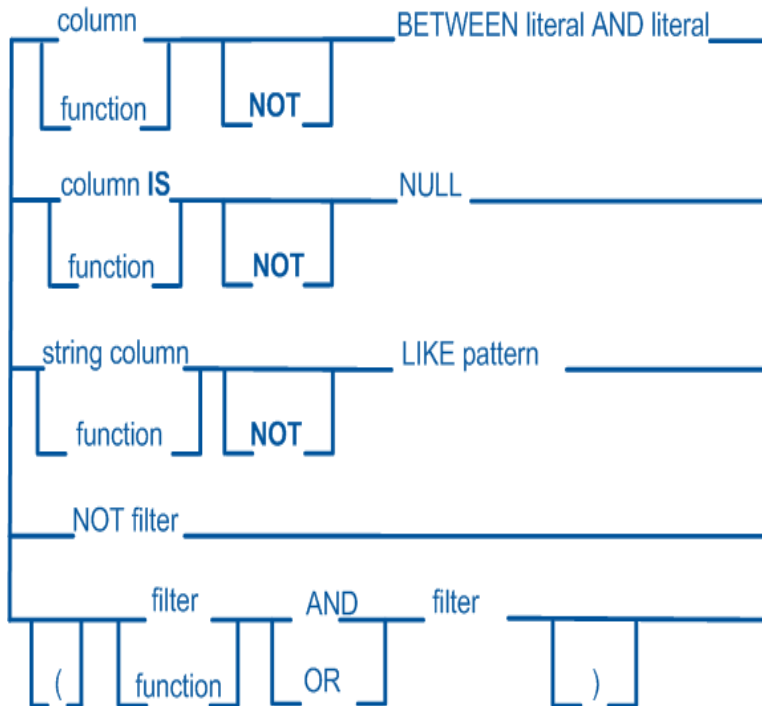 column BETWEEN literal AND literal
function NOT
column IS NULL
function NOT
string column LIKE pattern
function NOT
NOT filter
filter AND filter
( function OR )